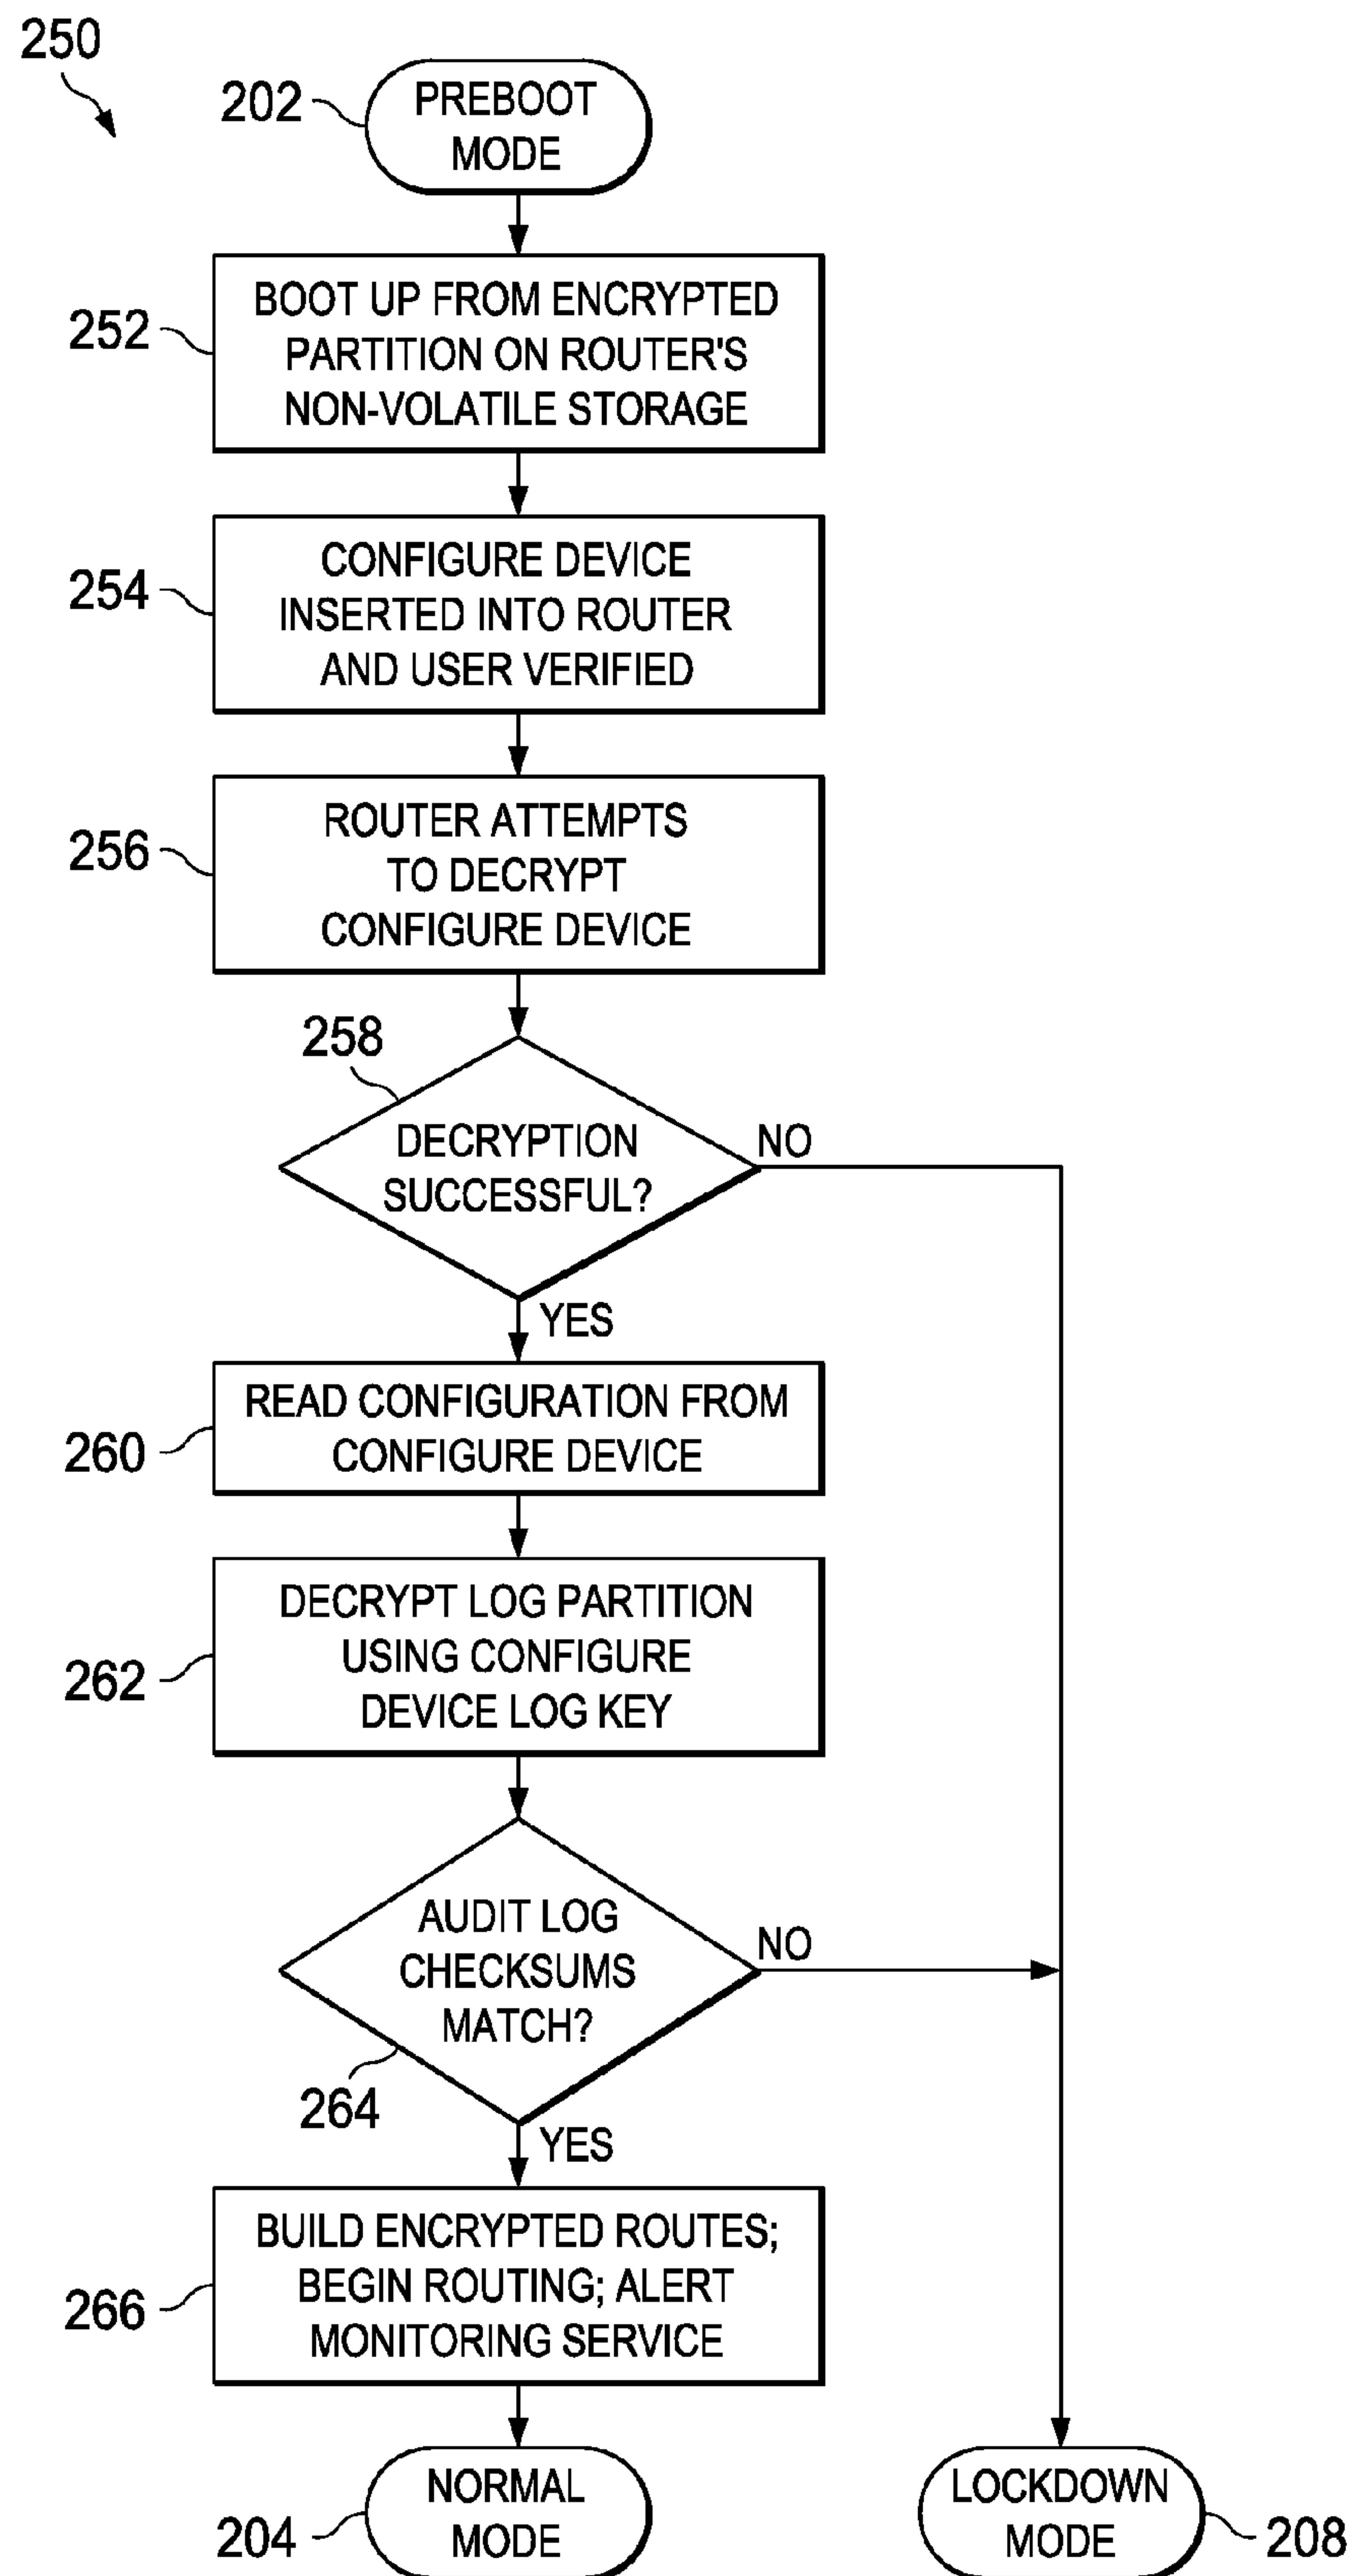 250
202
PREBOOT
MODE
252
BOOT UP FROM ENCRYPTED
PARTITION ON ROUTER'S
NON-VOLATILE STORAGE
254
CONFIGURE DEVICE
INSERTED INTO ROUTER
AND USER VERIFIED
256
ROUTER ATTEMPTS
TO DECRYPT
CONFIGURE DEVICE
258
DECRYPTION
SUCCESSFUL?
NO
YES
260
READ CONFIGURATION FROM
CONFIGURE DEVICE
262
DECRYPT LOG PARTITION
USING CONFIGURE
DEVICE LOG KEY
AUDIT LOG
CHECKSUMS
MATCH?
NO
264
YES
266
BUILD ENCRYPTED ROUTES;
BEGIN ROUTING; ALERT
MONITORING SERVICE
204
NORMAL
MODE
LOCKDOWN
MODE
208